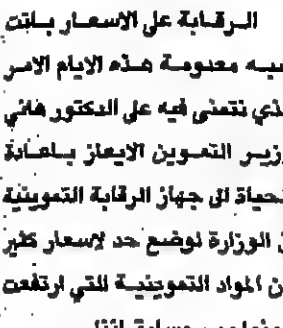 الرقابة على الاسعار باتت
شبه معدومة هذه الايام الامر
الذي نتمنى فيه على الدكتور هاني
وزير التموين الايعاز باعادة
الحياة الى جهاز الرقابة التموينية
في الوزارة لوضع حد لاسعار كثير
من المواد التموينية التي ارتفعت